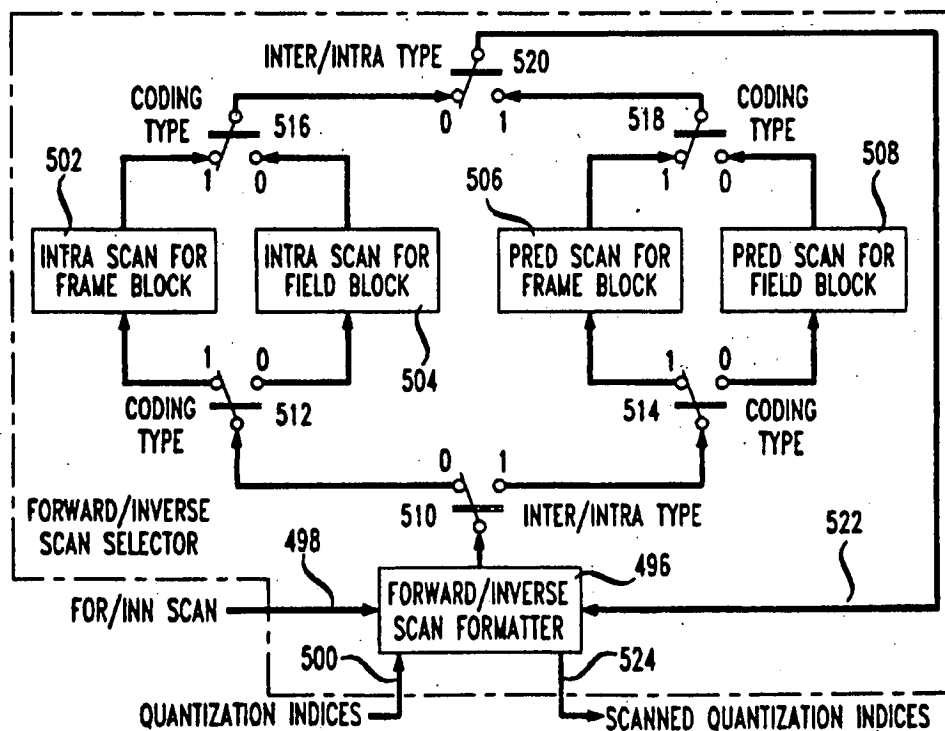 INTER/INTRA TYPE
520
0 1
CODING
TYPE
516
1 0
518
CODING
TYPE
1 0
502
506
508
INTRA SCAN FOR
FRAME BLOCK
INTRA SCAN FOR
FIELD BLOCK
PRED SCAN FOR
FRAME BLOCK
PRED SCAN FOR
FIELD BLOCK
504
1 0
CODING
TYPE
512
1 0
514
CODING
TYPE
0 1
510
INTER/INTRA TYPE
FORWARD/INVERSE
SCAN SELECTOR
498
496
522
FOR/INN SCAN
FORWARD/INVERSE
SCAN FORMATTER
500
524
QUANTIZATION INDICES
SCANNED QUANTIZATION INDICES